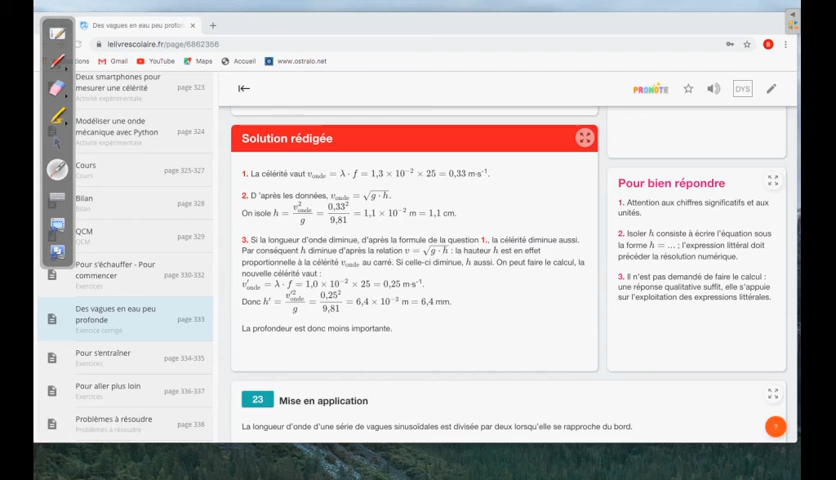 Des vagues en eau peu profond
lelivrescolaire.fr/page/6862356
Gmail
YouTube
Maps
Accueil
www.ostralo.net
Deux smartphones pour
mesurer une célérité
Activité expérimentale
page 323
Modéliser une onde
mécanique avec Python
Activité expérimentale
page 324
Cours
Cours
page 325-327
Bilan
Bilan
page 328
QCM
QCM
page 329
Pour s'échauffer - Pour
commencer
Exercices
page 330-332
Des vagues en eau peu
profonde
Exercice corrigé
page 333
Pour s'entraîner
Exercices
page 334-335
Pour aller plus loin
Exercices
page 336-337
Problèmes à résoudre
Problèmes à résoudre
page 338
PRONOTE
DYS
Solution rédigée
1. La célérité vaut v_onde = λ · f = 1,3 × 10⁻² × 25 = 0,33 m·s⁻¹.
2. D 'après les données, v_onde = √(g · h).
On isole h = v²_onde / g = 0,33² / 9,81 = 1,1 × 10⁻² m = 1,1 cm.
3. Si la longueur d'onde diminue, d'après la formule de la question 1., la célérité diminue aussi.
Par conséquent h diminue d'après la relation v = √(g · h) : la hauteur h est en effet
proportionnelle à la célérité v_onde au carré. Si celle-ci diminue, h aussi. On peut faire le calcul, la
nouvelle célérité vaut :
v'_onde = λ · f = 1,0 × 10⁻² × 25 = 0,25 m·s⁻¹.
Donc h' = v'²_onde / g = 0,25² / 9,81 = 6,4 × 10⁻³ m = 6,4 mm.
La profondeur est donc moins importante.
Pour bien répondre
1. Attention aux chiffres significatifs et aux
unités.
2. Isoler h consiste à écrire l'équation sous
la forme h = ... ; l'expression littéral doit
précéder la résolution numérique.
3. Il n'est pas demandé de faire le calcul :
une réponse qualitative suffit, elle s'appuie
sur l'exploitation des expressions littérales.
23 Mise en application
La longueur d'onde d'une série de vagues sinusoïdales est divisée par deux lorsqu'elle se rapproche du bord.